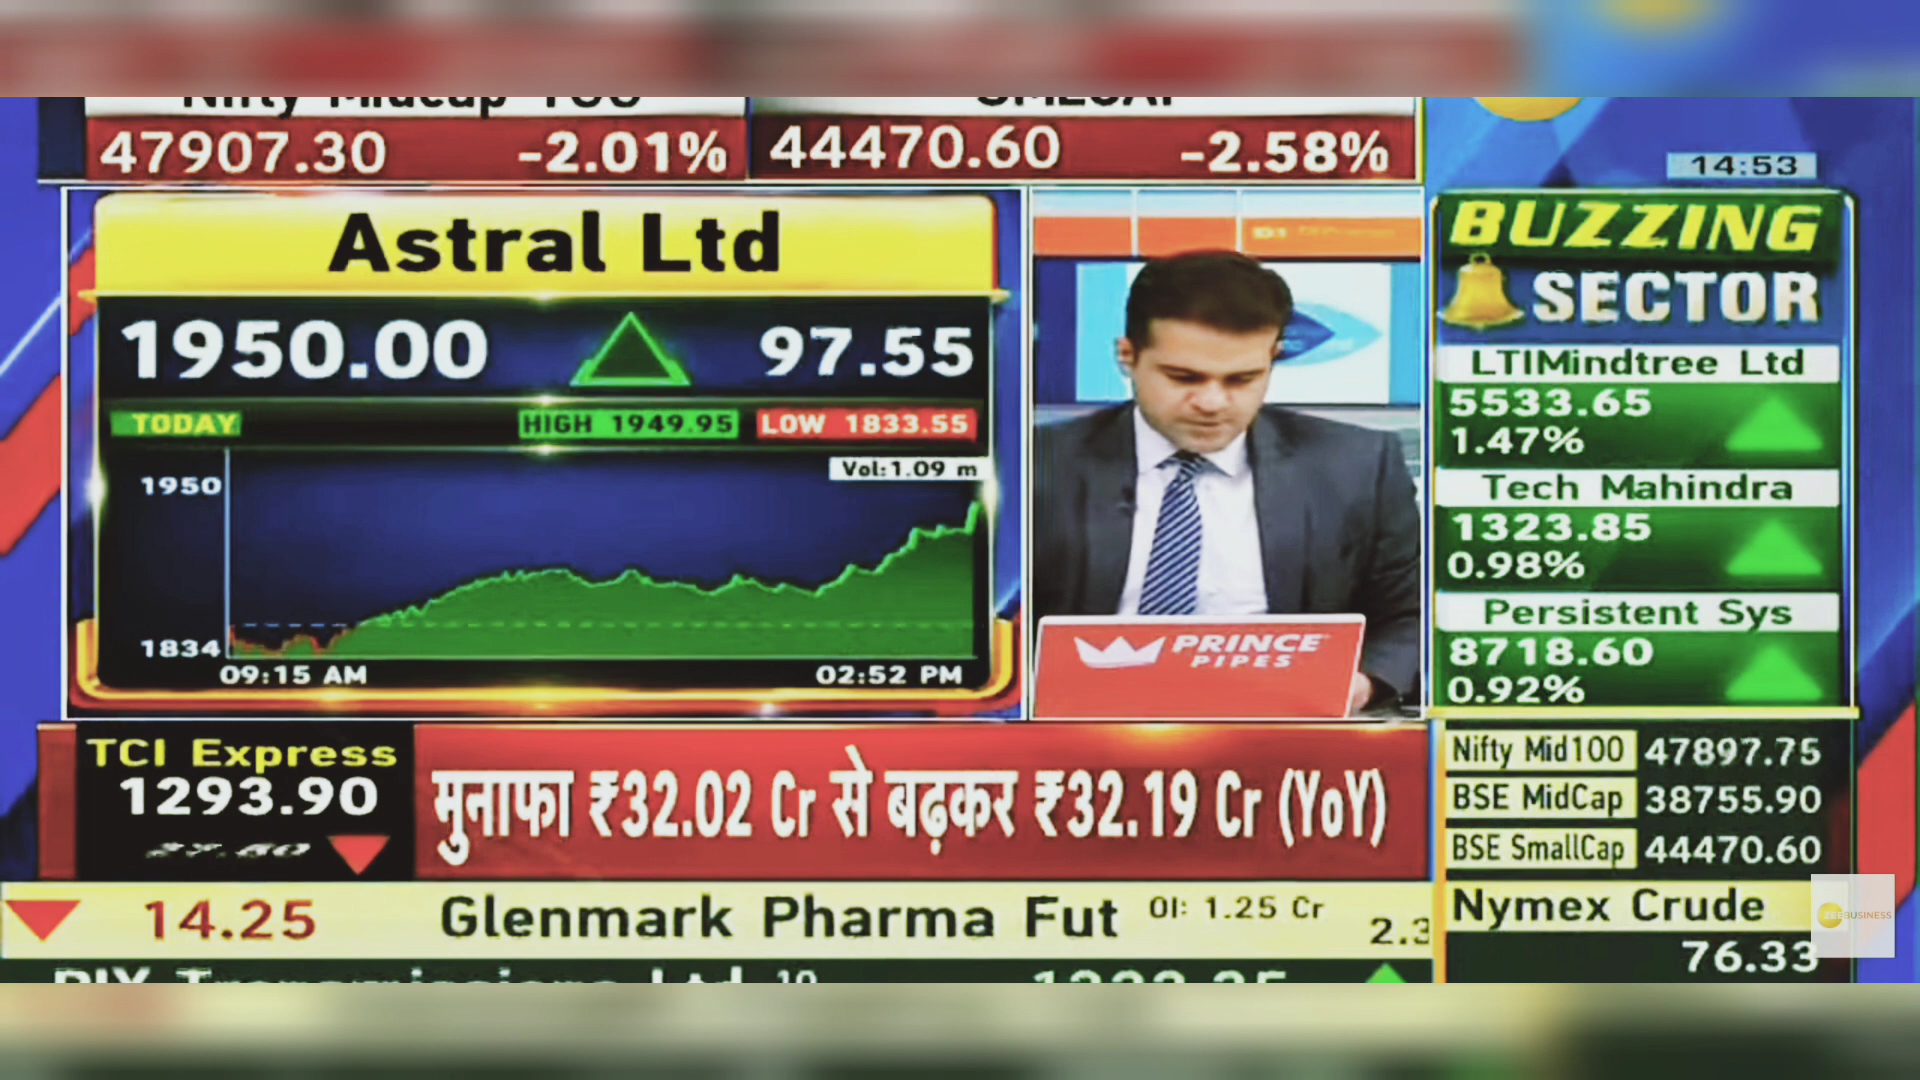 47907.30 -2.01%
44470.60 -2.58%
14:53
Astral Ltd
1950.00 97.55
TODAY HIGH 1949.95 LOW 1833.55
Vol:1.09 m
1950
1834
09:15 AM 02:52 PM
PRINCE
PIPES
BUZZING
SECTOR
LTIMindtree Ltd
5533.65
1.47%
Tech Mahindra
1323.85
0.98%
Persistent Sys
8718.60
0.92%
TCI Express
1293.90
मुनाफा ₹32.02 Cr से बढ़कर ₹32.19 Cr (YoY)
Nifty Mid100 47897.75
BSE MidCap 38755.90
BSE SmallCap 44470.60
14.25 Glenmark Pharma Fut OI: 1.25 Cr 2.3
Nymex Crude
76.33
ZEEBUSINESS